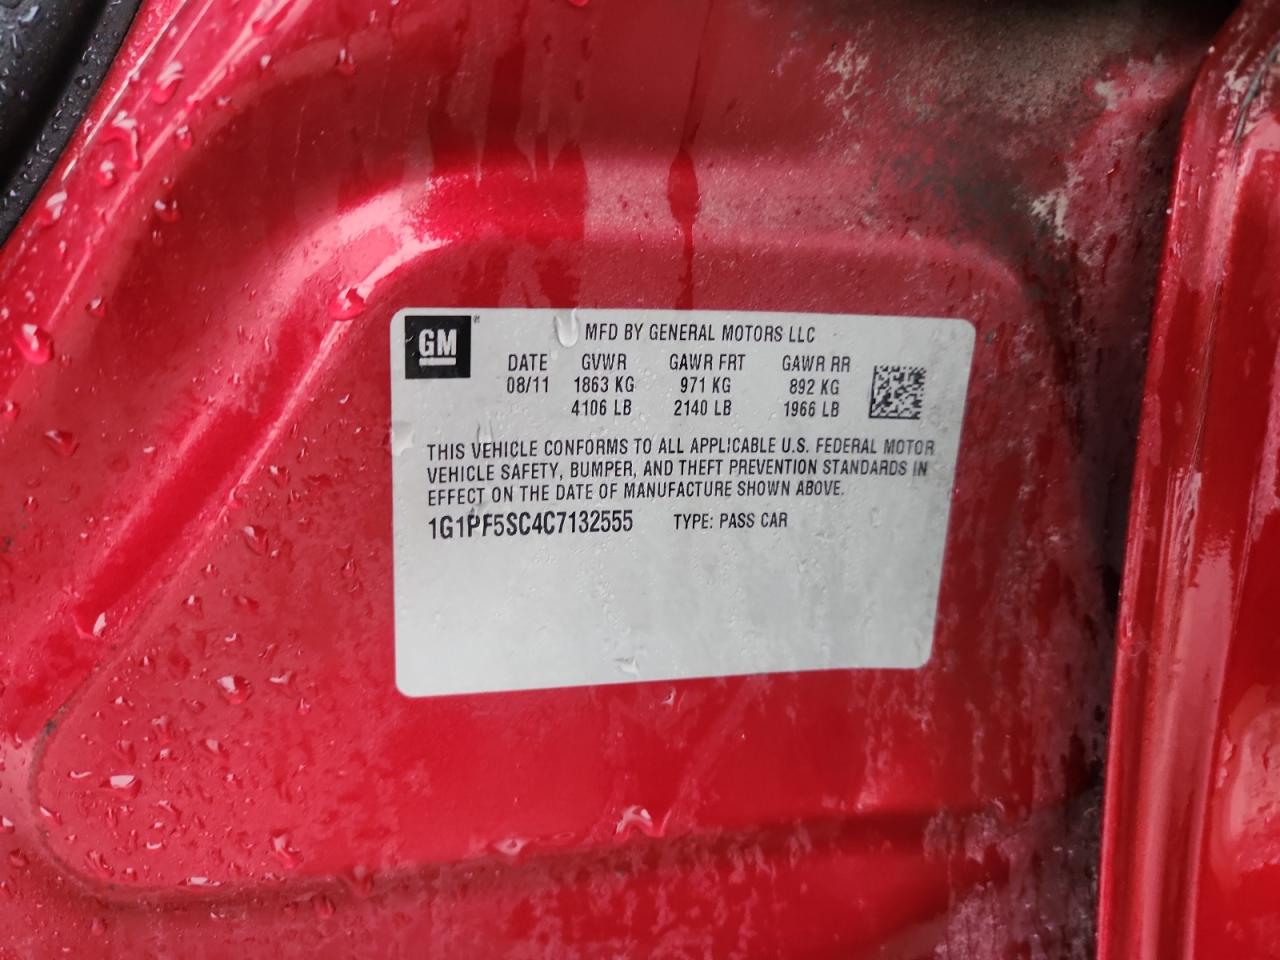 GM
MFD BY GENERAL MOTORS LLC
DATE GVWR GAWR FRT GAWR RR
08/11 1863 KG 971 KG 892 KG
4106 LB 2140 LB 1966 LB
THIS VEHICLE CONFORMS TO ALL APPLICABLE U.S. FEDERAL MOTOR
VEHICLE SAFETY, BUMPER, AND THEFT PREVENTION STANDARDS IN
EFFECT ON THE DATE OF MANUFACTURE SHOWN ABOVE.
1G1PF5SC4C7132555 TYPE: PASS CAR